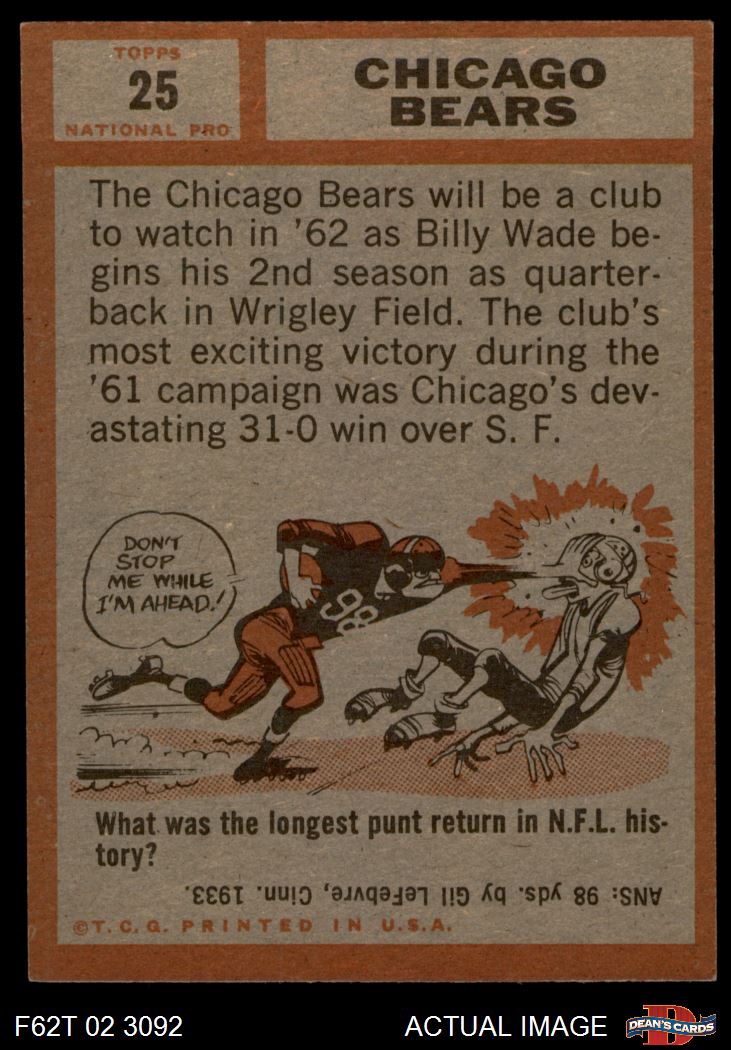 TOPPS
25
NATIONAL PRO
CHICAGO
BEARS
The Chicago Bears will be a club
to watch in '62 as Billy Wade be-
gins his 2nd season as quarter-
back in Wrigley Field. The club's
most exciting victory during the
'61 campaign was Chicago's dev-
astating 31-0 win over S. F.
DON'T
STOP
ME WHILE
I'M AHEAD.!
98
What was the longest punt return in N.F.L. his-
tory?
ANS: 98 yds. by Gil LeFebvre, Cinn. 1933.
©T. C. G. PRINTED IN U.S.A.
F62T 02 3092
ACTUAL IMAGE
D
DEAN'S CARDS